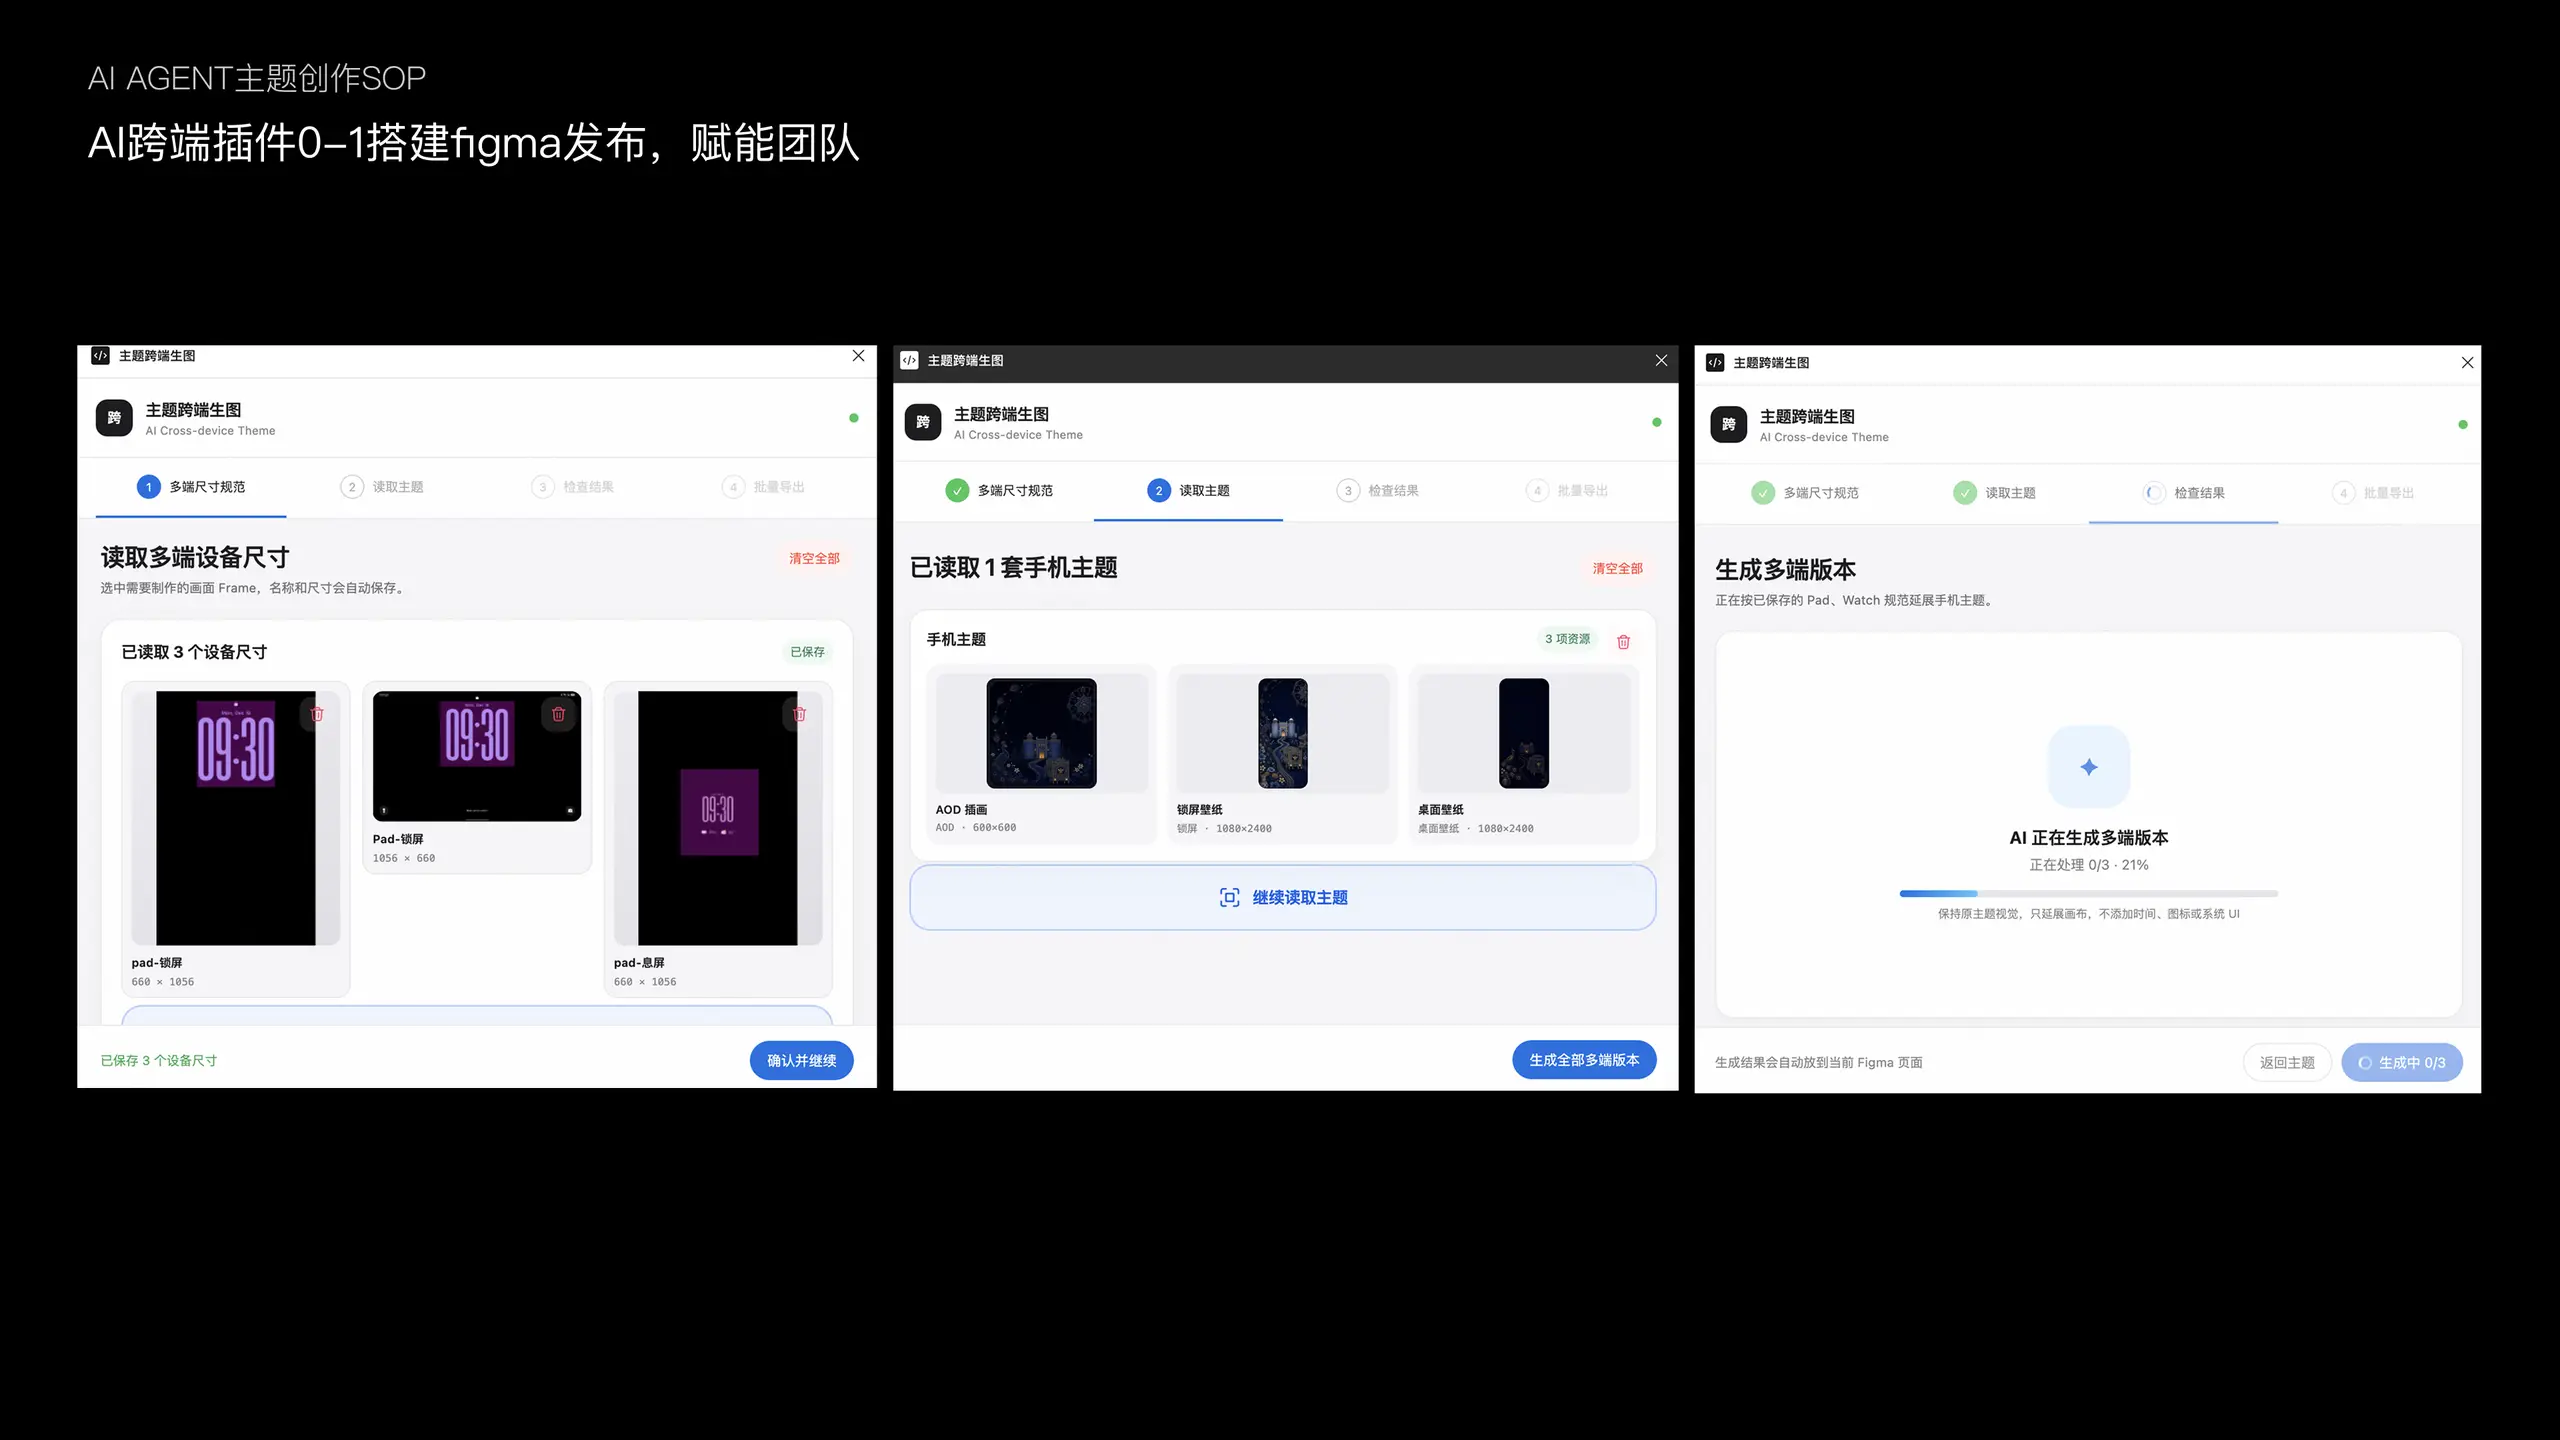 AI AGENT主题创作SOP
AI跨端插件0–1搭建figma发布，赋能团队
主题跨端生图
跨
主题跨端生图
AI Cross-device Theme
1 多端尺寸规范
2 读取主题
3 检查结果
4 批量导出
读取多端设备尺寸
清空全部
选中需要制作的画面 Frame，名称和尺寸会自动保存。
已读取 3 个设备尺寸
已保存
09:30
pad-锁屏
660 × 1056
09:30
Pad-锁屏
1056 × 660
09:30
pad-息屏
660 × 1056
已保存 3 个设备尺寸
确认并继续
主题跨端生图
跨
主题跨端生图
AI Cross-device Theme
多端尺寸规范
2 读取主题
3 检查结果
4 批量导出
已读取 1 套手机主题
清空全部
手机主题
3 项资源
AOD 插画
AOD · 600×600
锁屏壁纸
锁屏 · 1080×2400
桌面壁纸
桌面壁纸 · 1080×2400
继续读取主题
生成全部多端版本
主题跨端生图
跨
主题跨端生图
AI Cross-device Theme
多端尺寸规范
读取主题
检查结果
4 批量导出
生成多端版本
正在按已保存的 Pad、Watch 规范延展手机主题。
AI 正在生成多端版本
正在处理 0/3 · 21%
保持原主题视觉，只延展画布，不添加时间、图标或系统 UI
生成结果会自动放到当前 Figma 页面
返回主题
生成中 0/3